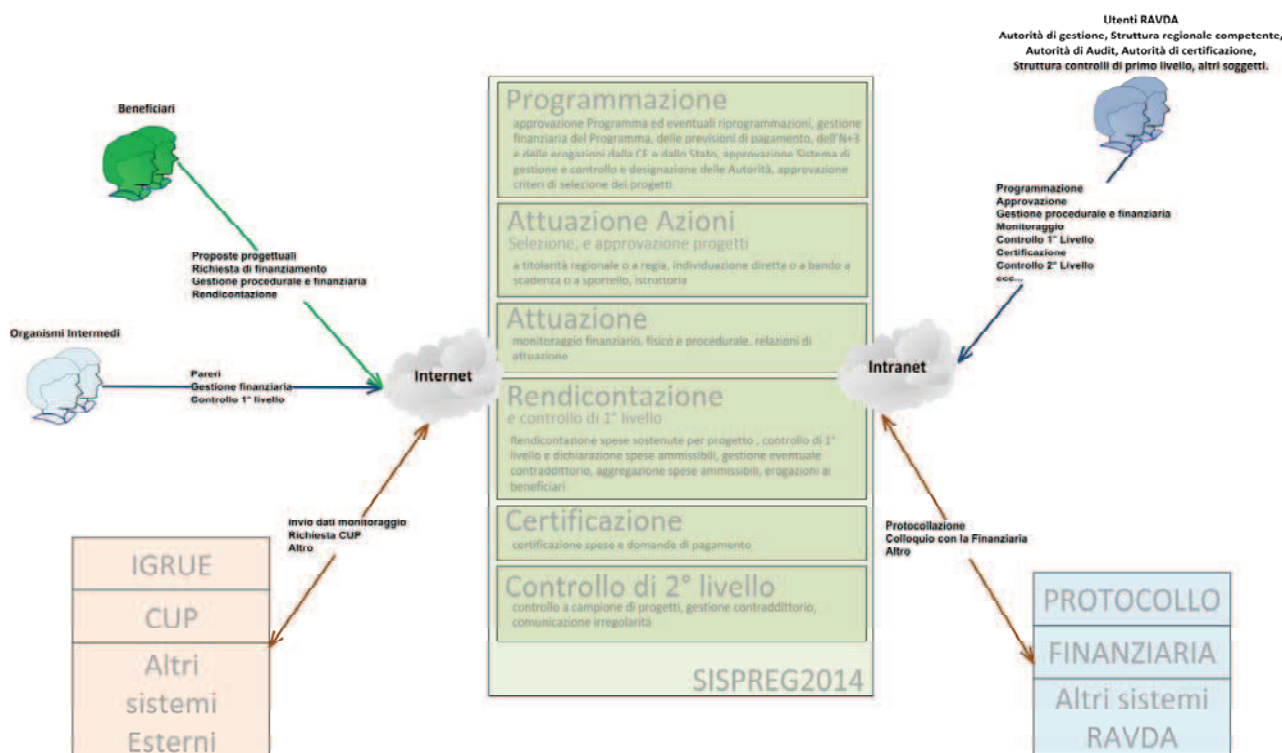 Utenti RAVDA
Autorità di gestione, Struttura regionale competente,
Autorità di Audit, Autorità di certificazione,
Struttura controlli di primo livello, altri soggetti.
Beneficiari
Proposte progettuali
Richiesta di finanziamento
Gestione procedurale e finanziaria
Rendicontazione
Organismi Intermedi
Pareri
Gestione finanziaria
Controllo 1° livello
Internet
Invio dati monitoraggio
Richiesta CUP
Altro
IGRUE
CUP
Altri
sistemi
Esterni
Programmazione
approvazione Programma ed eventuali riprogrammazioni, gestione
finanziaria del Programma, delle previsioni di pagamento, dell'N+3
e delle erogazioni dalla CE e dallo Stato, approvazione Sistema di
gestione e controllo e designazione delle Autorità, approvazione
criteri di selezione dei progetti
Attuazione Azioni
Selezione, e approvazione progetti
a titolarità regionale o a regia, individuazione diretta o a bando a
scadenza o a sportello, istruttoria
Attuazione
monitoraggio finanziario, fisico e procedurale, relazioni di
attuazione
Rendicontazione
e controllo di 1° livello
Rendicontazione spese sostenute per progetto , controllo di 1°
livello e dichiarazione spese ammissibili, gestione eventuale
contraddittorio, aggregazione spese ammissibili, erogazioni ai
beneficiari
Certificazione
certificazione spese e domande di pagamento
Controllo di 2° livello
controllo a campione di progetti, gestione contraddittorio,
comunicazione irregolarità
SISPREG2014
Programmazione
Approvazione
Gestione procedurale e finanziaria
Monitoraggio
Controllo 1° Livello
Certificazione
Controllo 2° Livello
ecc...
Intranet
Protocollazione
Colloquio con la Finanziaria
Altro
PROTOCOLLO
FINANZIARIA
Altri sistemi
RAVDA